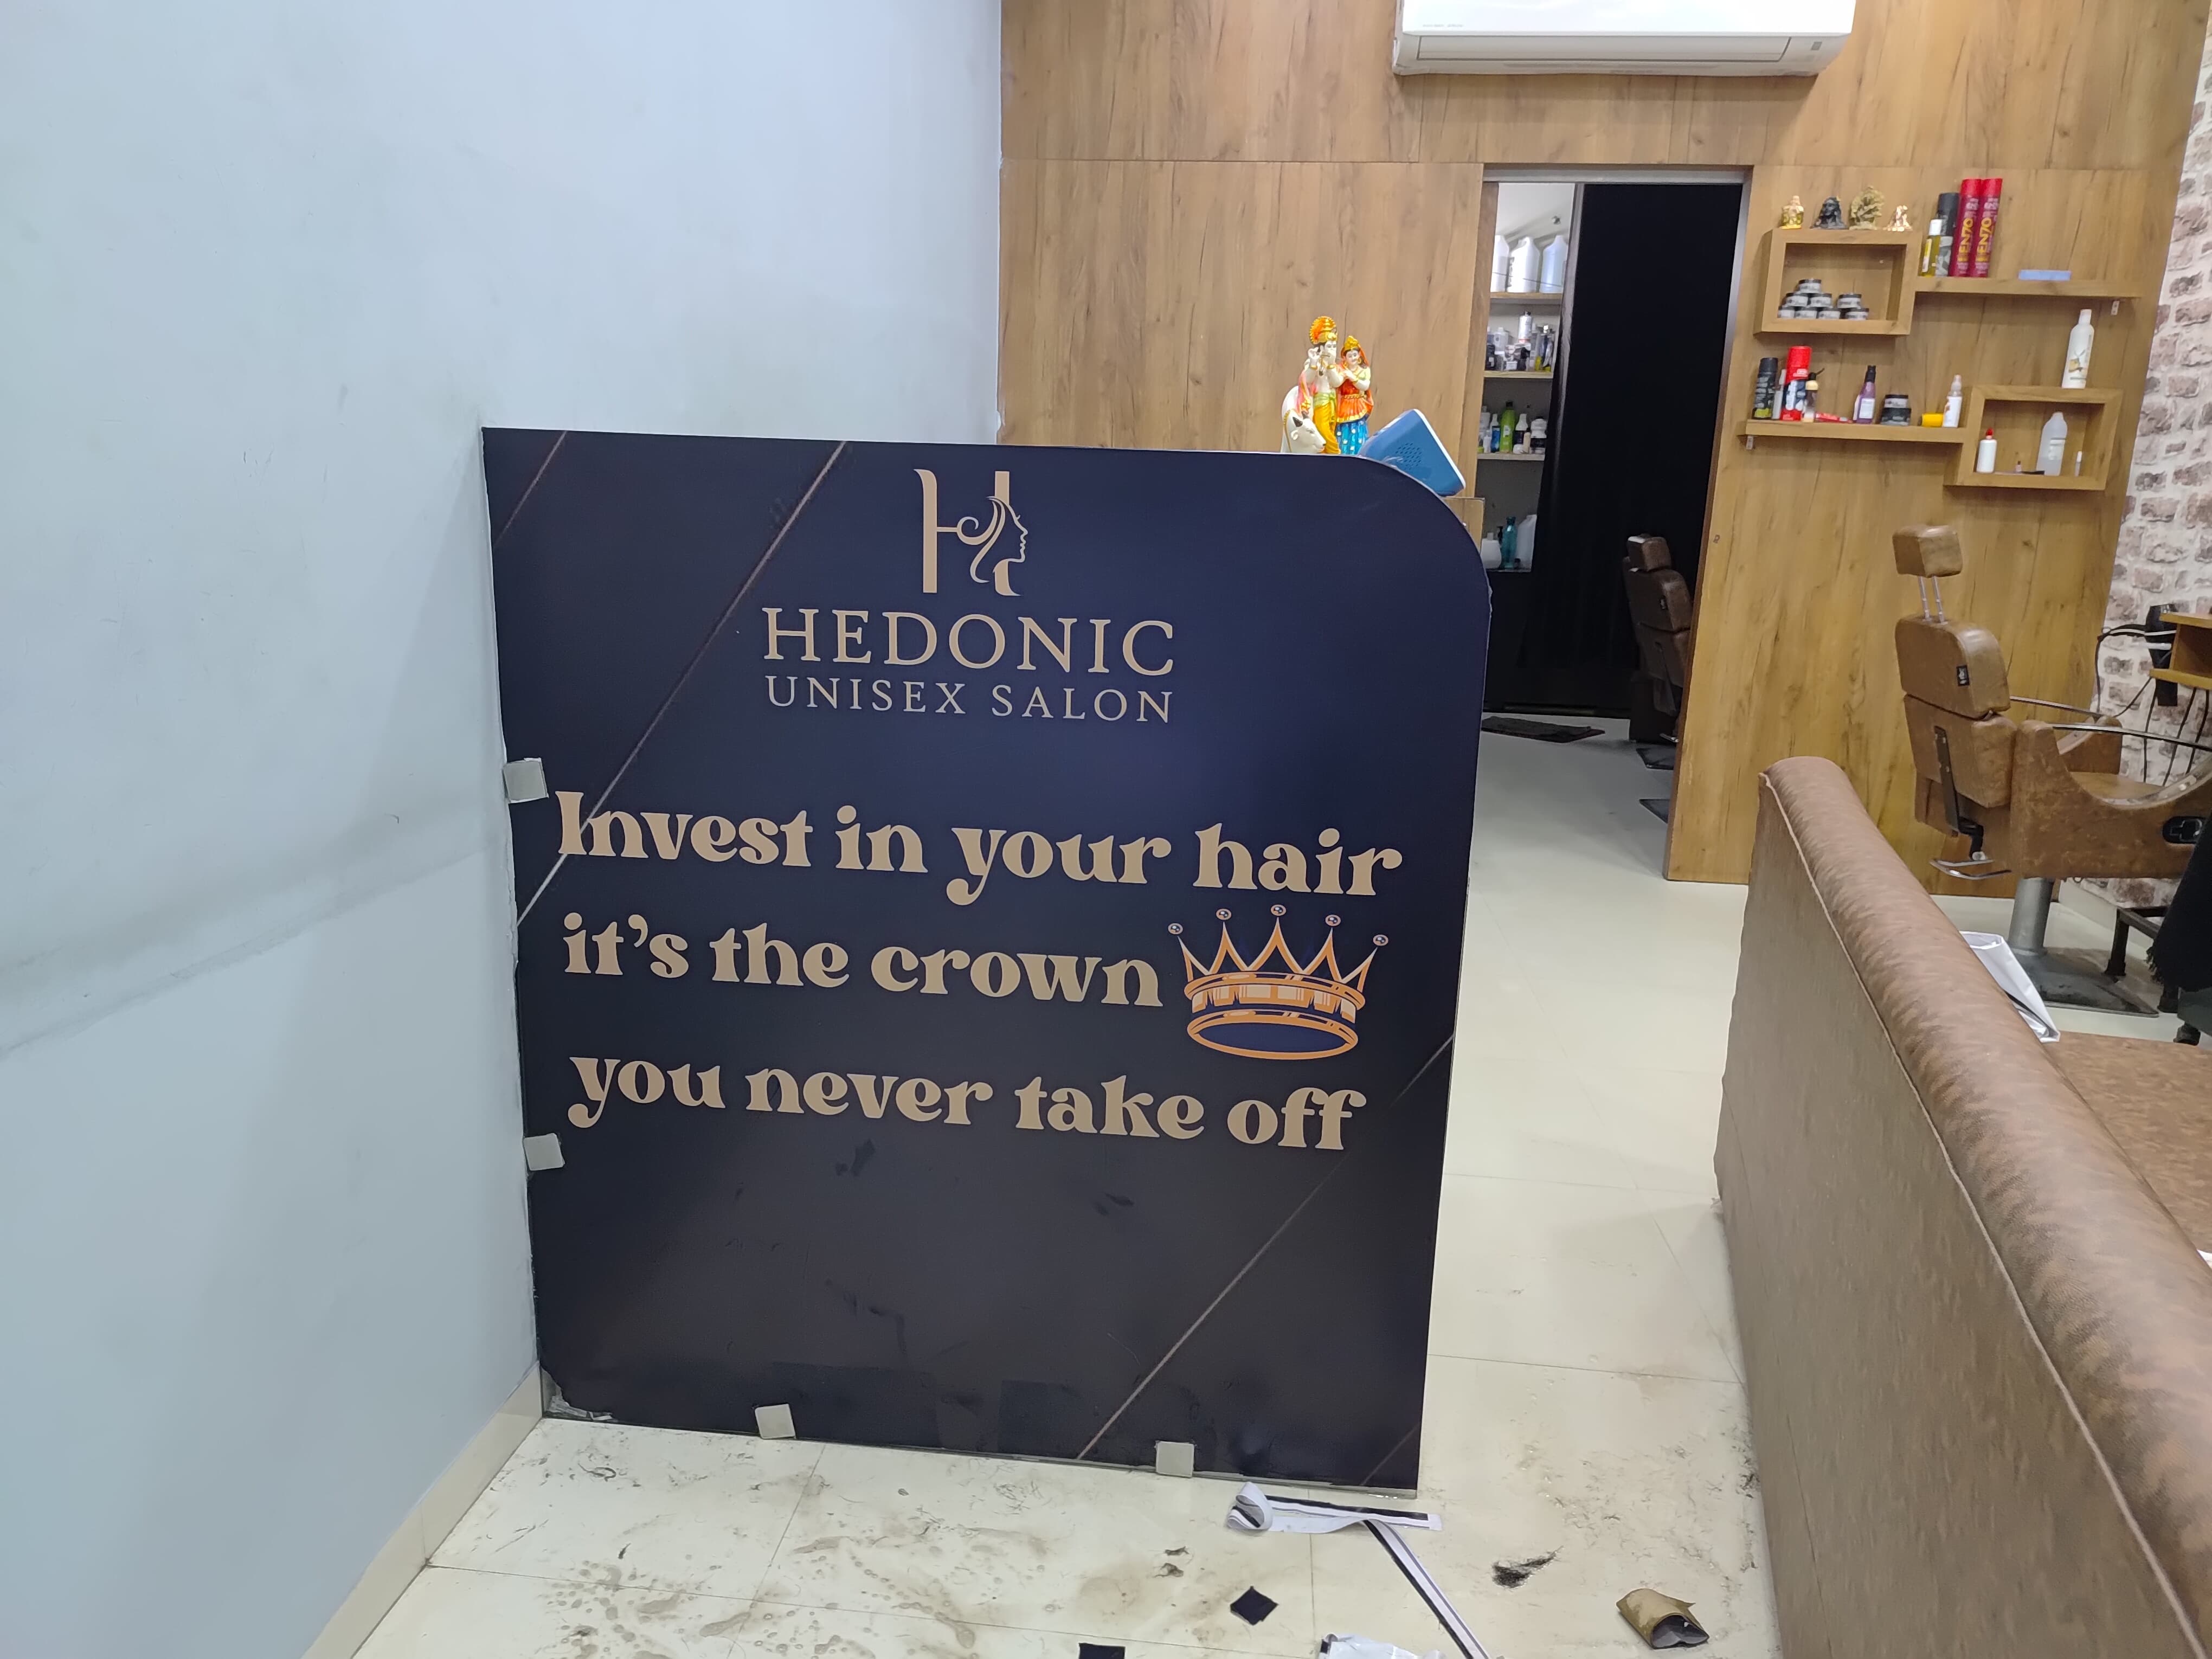 HEDONIC
UNISEX SALON
Invest in your hair
it's the crown
you never take off